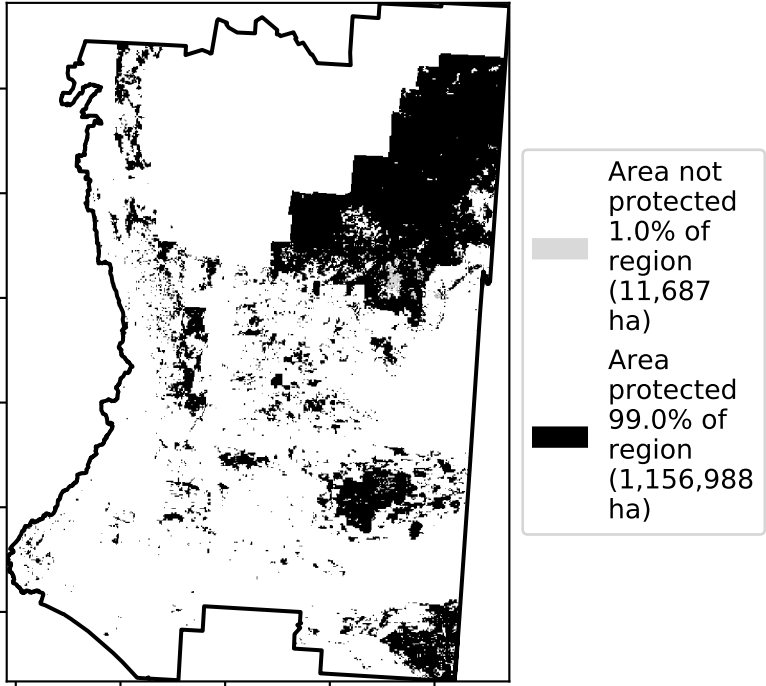 Area not
protected
1.0% of
region
(11,687
ha)
Area
protected
99.0% of
region
(1,156,988
ha)